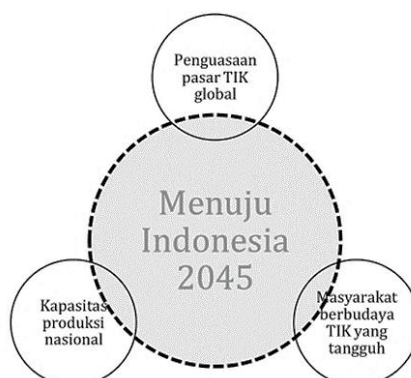 Penguasaan
pasar TIK
global
Menuju
Indonesia
2045
Kapasitas
produksi
nasional
Masyarakat
berbudaya
TIK yang
tangguh